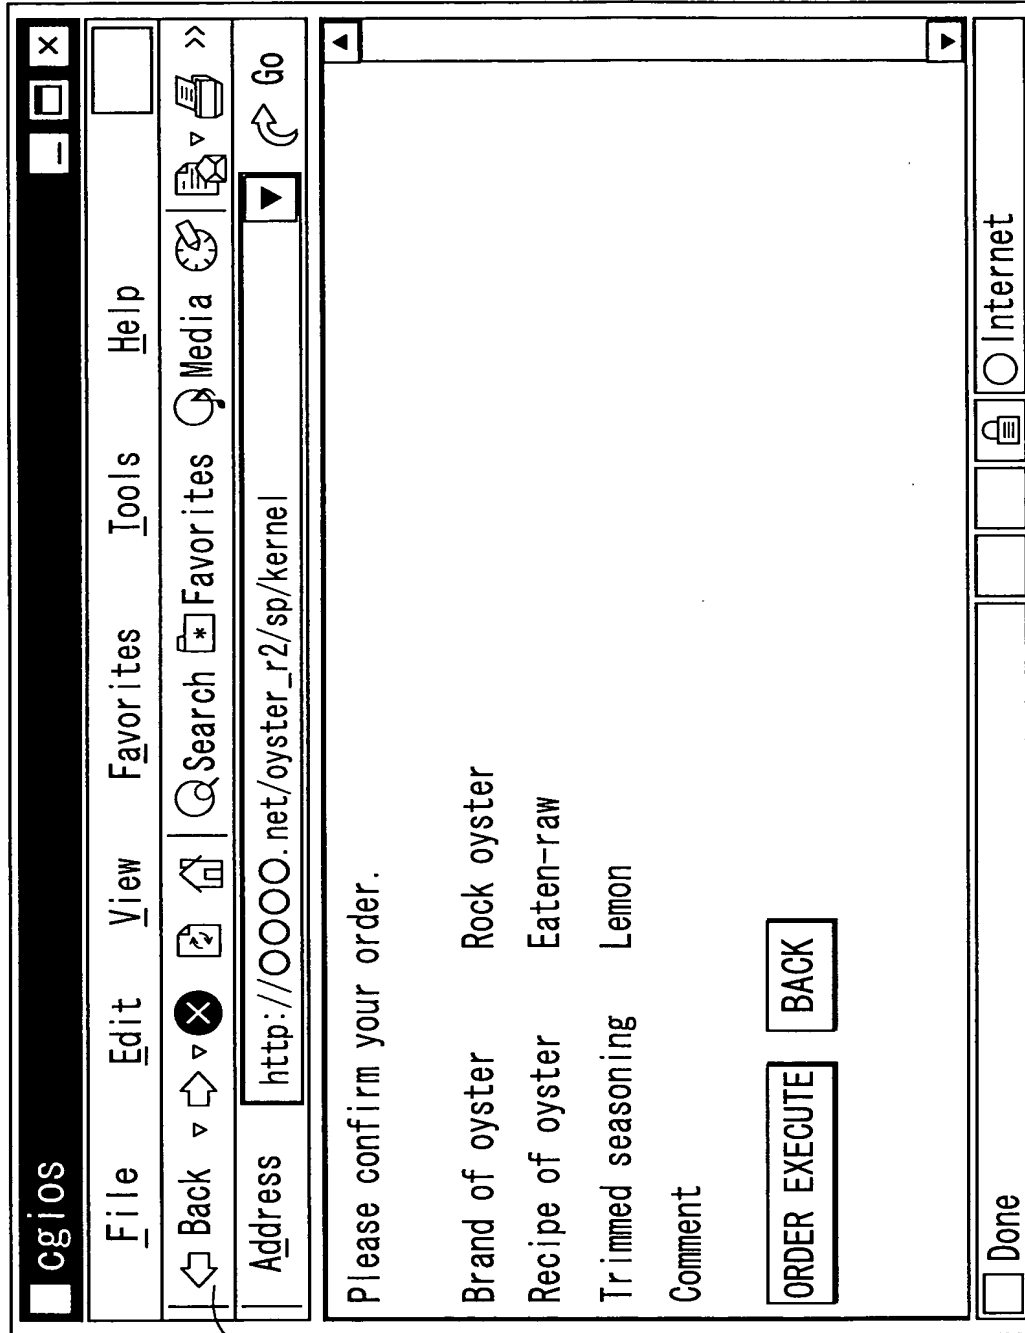 cgios
File Edit View Favorites Tools Help
Back Search Favorites Media
Address http://OOOO.net/oyster_r2/sp/kernel Go
Please confirm your order.
Brand of oyster Rock oyster
Recipe of oyster Eaten-raw
Trimmed seasoning Lemon
Comment
ORDER EXECUTE BACK
Done Internet